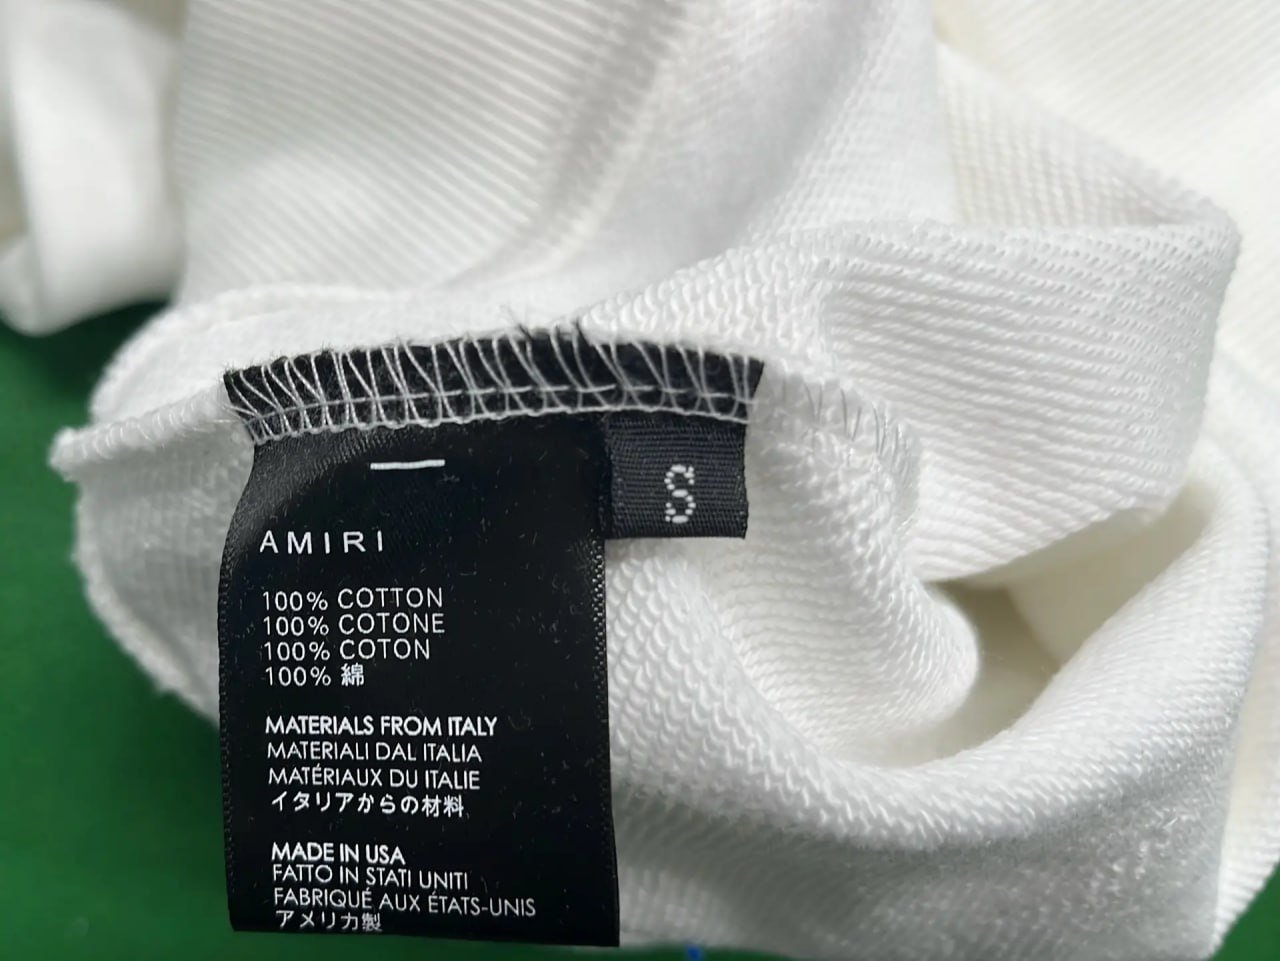 AMIRI
S
100% COTTON
100% COTONE
100% COTON
100% 綿
MATERIALS FROM ITALY
MATERIALI DAL ITALIA
MATÉRIAUX DU ITALIE
イタリアからの材料
MADE IN USA
FATTO IN STATI UNITI
FABRIQUÉ AUX ÉTATS-UNIS
アメリカ製